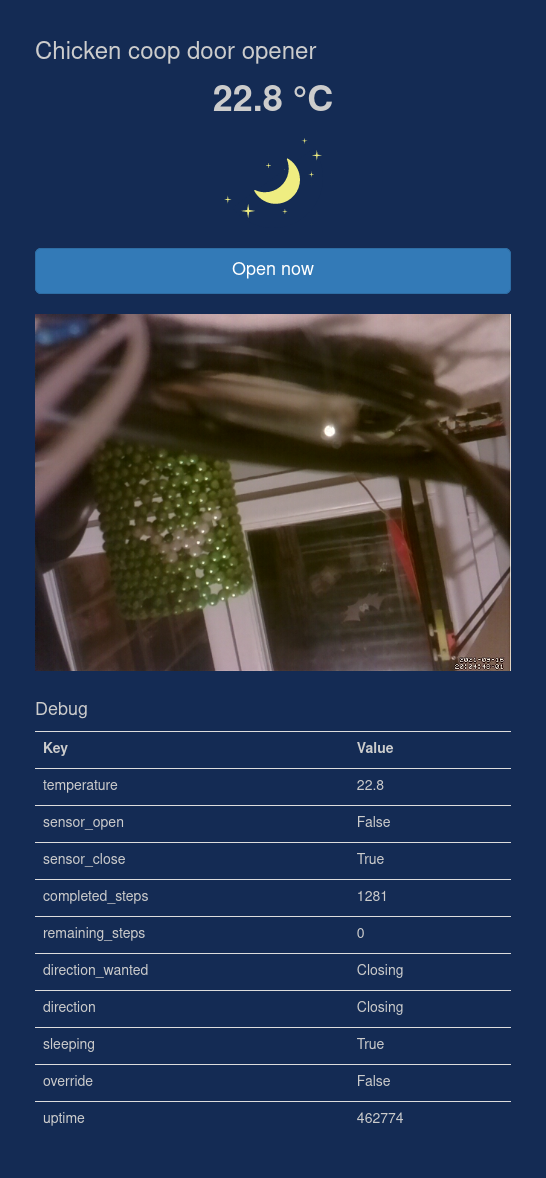 Chicken coop door opener
22.8 °C
Open now
Debug
Key Value
temperature 22.8
sensor_open False
sensor_close True
completed_steps 1281
remaining_steps 0
direction_wanted Closing
direction Closing
sleeping True
override False
uptime 462774